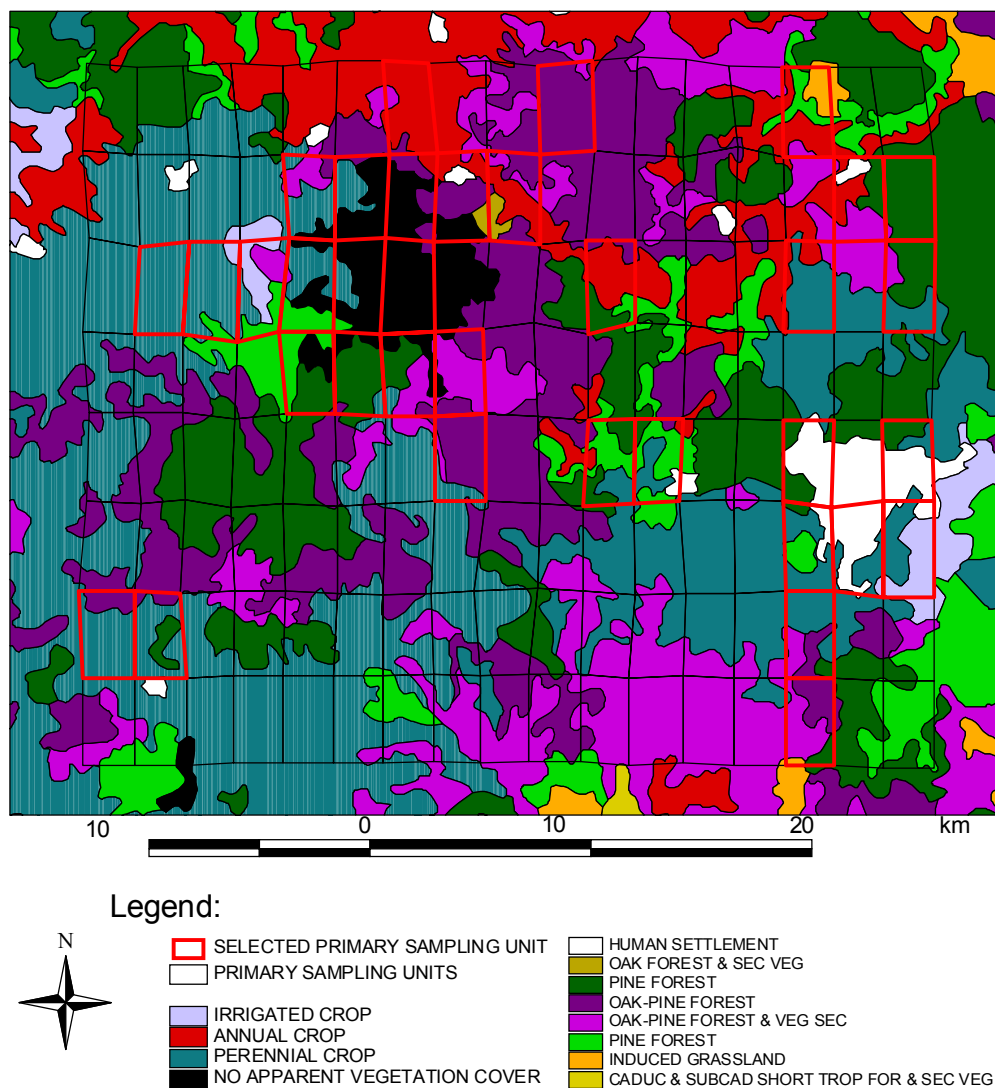 10 0 10 20 km
Legend:
N
SELECTED PRIMARY SAMPLING UNIT
PRIMARY SAMPLING UNITS
IRRIGATED CROP
ANNUAL CROP
PERENNIAL CROP
NO APPARENT VEGETATION COVER
HUMAN SETTLEMENT
OAK FOREST & SEC VEG
PINE FOREST
OAK-PINE FOREST
OAK-PINE FOREST & VEG SEC
PINE FOREST
INDUCED GRASSLAND
CADUC & SUBCAD SHORT TROP FOR & SEC VEG